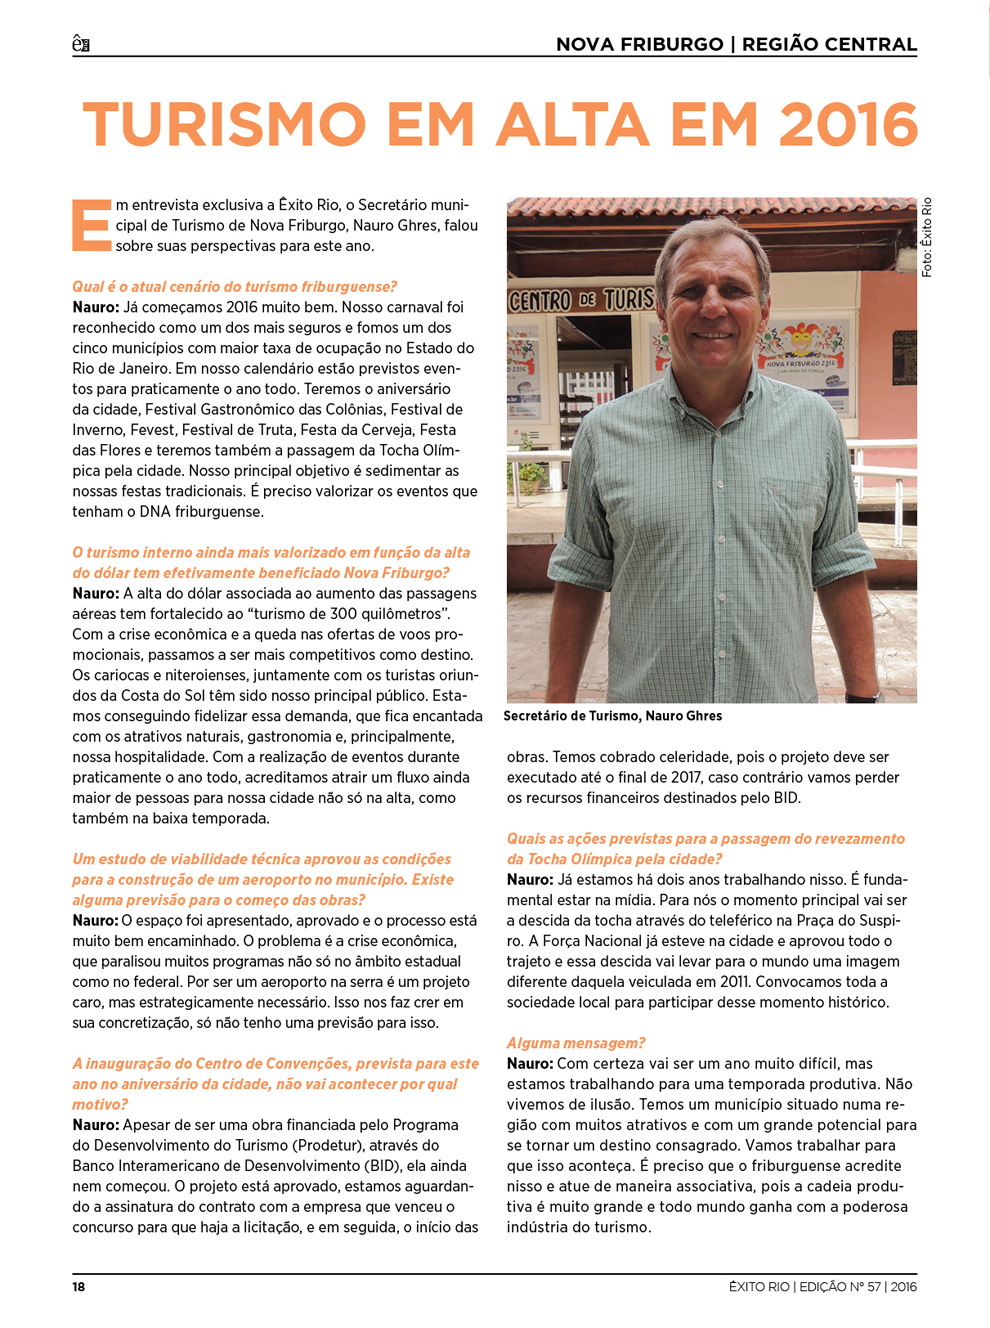 êx
NOVA FRIBURGO | REGIÃO CENTRAL
TURISMO EM ALTA EM 2016
Em entrevista exclusiva a Êxito Rio, o Secretário muni-
cipal de Turismo de Nova Friburgo, Nauro Ghres, falou
sobre suas perspectivas para este ano.
Qual é o atual cenário do turismo friburguense?
Nauro: Já começamos 2016 muito bem. Nosso carnaval foi
reconhecido como um dos mais seguros e fomos um dos
cinco municípios com maior taxa de ocupação no Estado do
Rio de Janeiro. Em nosso calendário estão previstos even-
tos para praticamente o ano todo. Teremos o aniversário
da cidade, Festival Gastronômico das Colônias, Festival de
Inverno, Fevest, Festival de Truta, Festa da Cerveja, Festa
das Flores e teremos também a passagem da Tocha Olím-
pica pela cidade. Nosso principal objetivo é sedimentar as
nossas festas tradicionais. É preciso valorizar os eventos que
tenham o DNA friburguense.
O turismo interno ainda mais valorizado em função da alta
do dólar tem efetivamente beneficiado Nova Friburgo?
Nauro: A alta do dólar associada ao aumento das passagens
aéreas tem fortalecido ao “turismo de 300 quilômetros”.
Com a crise econômica e a queda nas ofertas de voos pro-
mocionais, passamos a ser mais competitivos como destino.
Os cariocas e niteroienses, juntamente com os turistas oriun-
dos da Costa do Sol têm sido nosso principal público. Esta-
mos conseguindo fidelizar essa demanda, que fica encantada
com os atrativos naturais, gastronomia e, principalmente,
nossa hospitalidade. Com a realização de eventos durante
praticamente o ano todo, acreditamos atrair um fluxo ainda
maior de pessoas para nossa cidade não só na alta, como
também na baixa temporada.
Um estudo de viabilidade técnica aprovou as condições
para a construção de um aeroporto no município. Existe
alguma previsão para o começo das obras?
Nauro: O espaço foi apresentado, aprovado e o processo está
muito bem encaminhado. O problema é a crise econômica,
que paralisou muitos programas não só no âmbito estadual
como no federal. Por ser um aeroporto na serra é um projeto
caro, mas estrategicamente necessário. Isso nos faz crer em
sua concretização, só não tenho uma previsão para isso.
A inauguração do Centro de Convenções, prevista para este
ano no aniversário da cidade, não vai acontecer por qual
motivo?
Nauro: Apesar de ser uma obra financiada pelo Programa
do Desenvolvimento do Turismo (Prodetur), através do
Banco Interamericano de Desenvolvimento (BID), ela ainda
nem começou. O projeto está aprovado, estamos aguardan-
do a assinatura do contrato com a empresa que venceu o
concurso para que haja a licitação, e em seguida, o início das
CENTRO DE TURIS
NOVA FRIBURGO 2016
Foto: Êxito Rio
Secretário de Turismo, Nauro Ghres
obras. Temos cobrado celeridade, pois o projeto deve ser
executado até o final de 2017, caso contrário vamos perder
os recursos financeiros destinados pelo BID.
Quais as ações previstas para a passagem do revezamento
da Tocha Olímpica pela cidade?
Nauro: Já estamos há dois anos trabalhando nisso. É funda-
mental estar na mídia. Para nós o momento principal vai ser
a descida da tocha através do teleférico na Praça do Suspi-
ro. A Força Nacional já esteve na cidade e aprovou todo o
trajeto e essa descida vai levar para o mundo uma imagem
diferente daquela veiculada em 2011. Convocamos toda a
sociedade local para participar desse momento histórico.
Alguma mensagem?
Nauro: Com certeza vai ser um ano muito difícil, mas
estamos trabalhando para uma temporada produtiva. Não
vivemos de ilusão. Temos um município situado numa re-
gião com muitos atrativos e com um grande potencial para
se tornar um destino consagrado. Vamos trabalhar para
que isso aconteça. É preciso que o friburguense acredite
nisso e atue de maneira associativa, pois a cadeia produ-
tiva é muito grande e todo mundo ganha com a poderosa
indústria do turismo.
18
ÊXITO RIO | EDIÇÃO Nº 57 | 2016